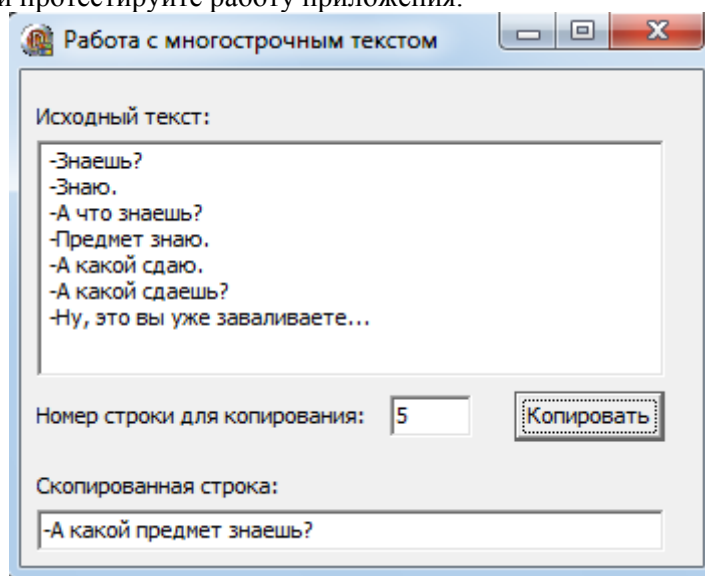 и протестируйте работу приложения.
Работа с многострочным текстом
Исходный текст:
-Знаешь?
-Знаю.
-А что знаешь?
-Предмет знаю.
-А какой сдаю.
-А какой сдаешь?
-Ну, это вы уже заваливаете...
Номер строки для копирования: 5 Копировать
Скопированная строка:
-А какой предмет знаешь?